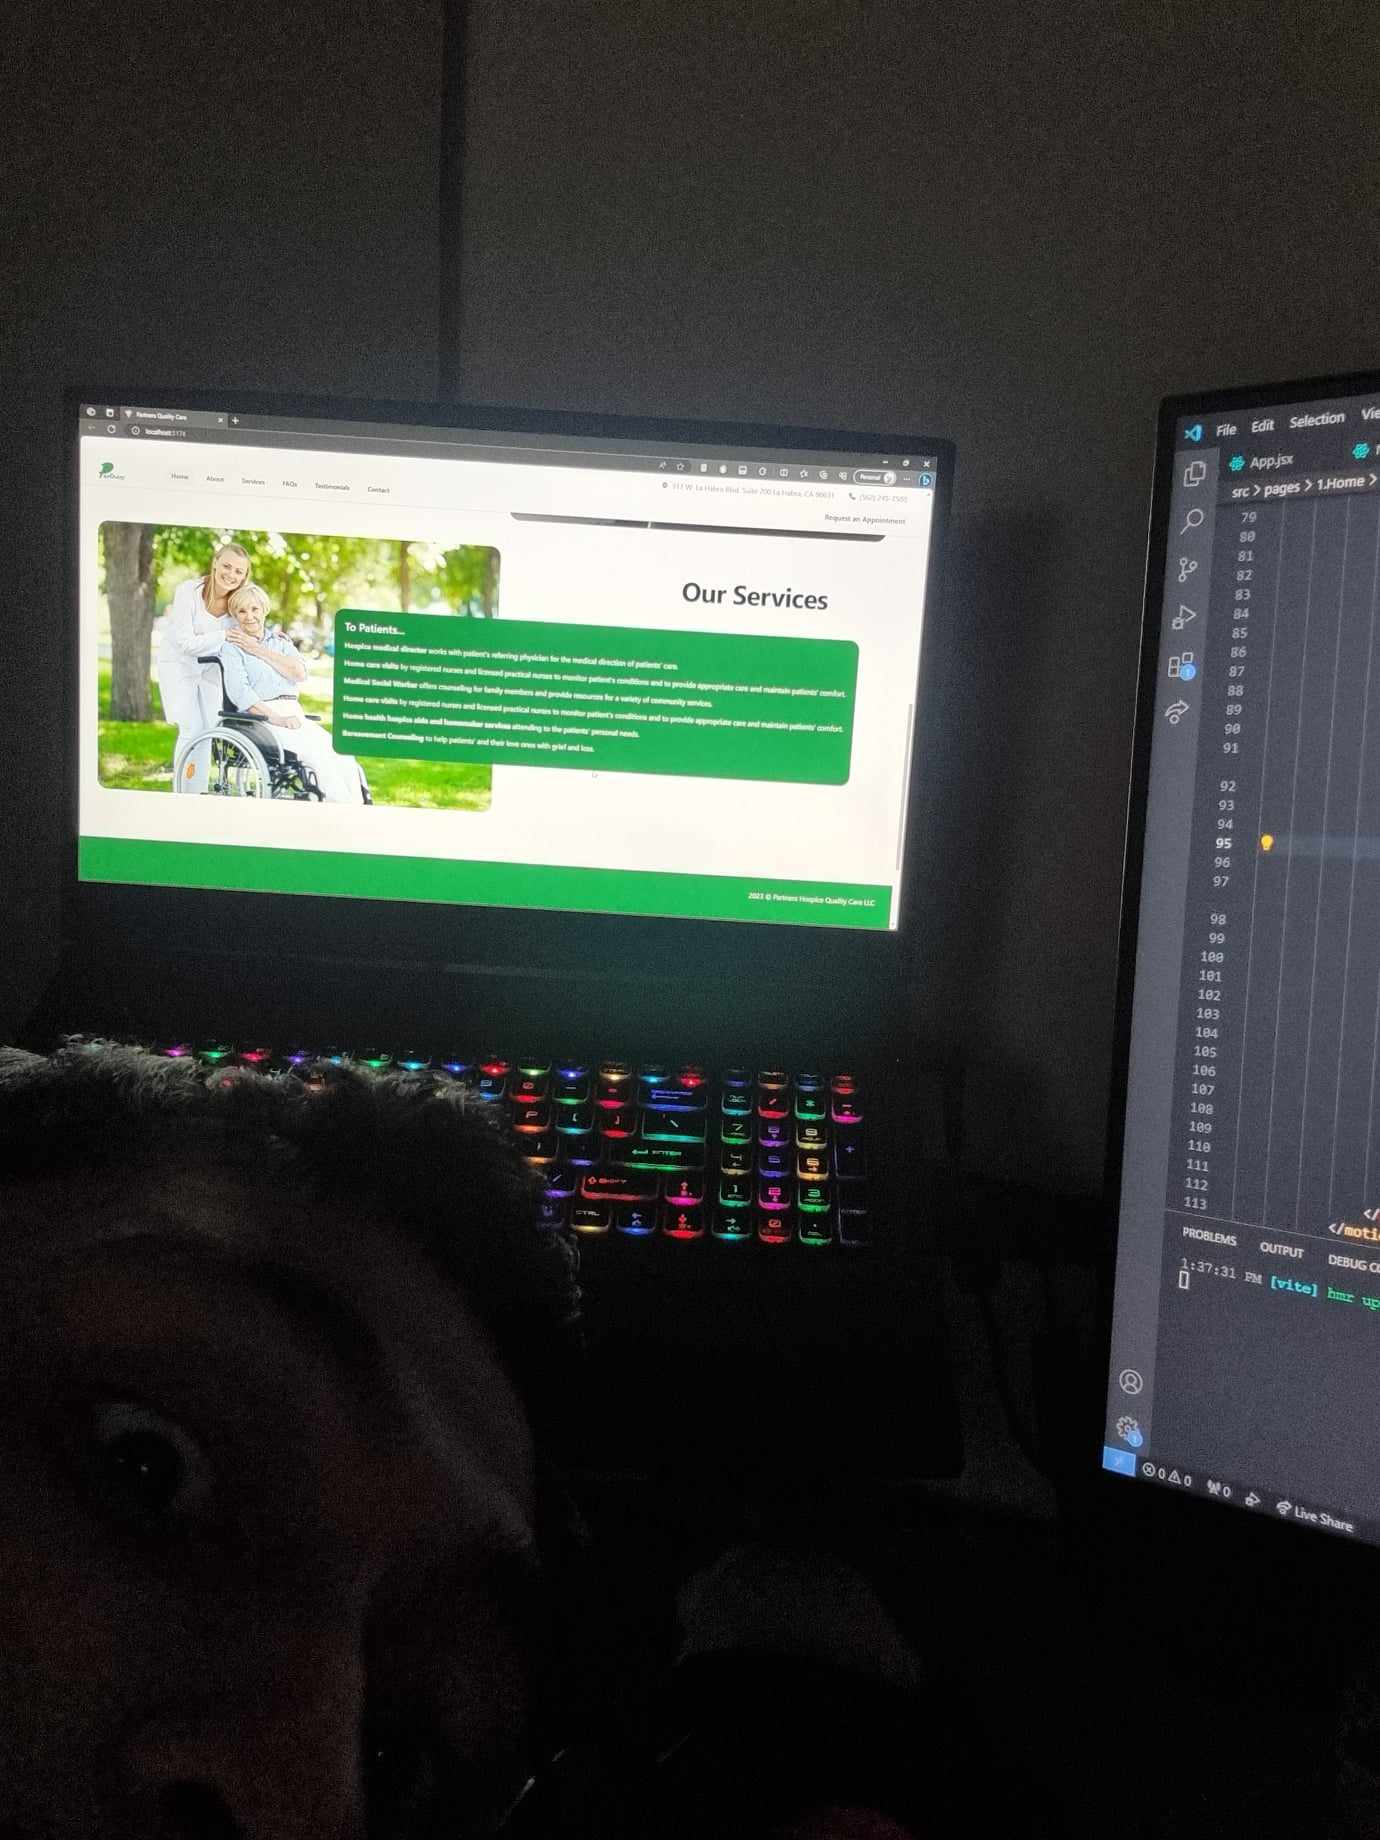 Partners Quality Care
localhost:5174
Personal
Home
About
Services
FAQs
Testimonials
Contact
317 W. La Habra Blvd. Suite 200 La Habra, CA 90631
Request an Appointment
Our Services
To Patients...
Hospice medical director works with patient's referring physician for the medical direction of patients' care.
Home care visits by registered nurses and licensed practical nurses to monitor patient's conditions and to provide appropriate care and maintain patients' comfort.
Medical Social Worker offers counseling for family members and provide resources for a variety of community services.
Home care visits by registered nurses and licensed practical nurses to monitor patient's conditions and to provide appropriate care and maintain patients' comfort.
Home health hospice aide and homemaker services attending to the patients' personal needs.
Bereavement Counseling to help patients' and their love ones with grief and loss.
2023 © Partners Hospice Quality Care LLC
File Edit Selection
App.jsx
src > pages > 1.Home >
79
80
81
82
83
84
85
86
87
88
89
90
91
92
93
94
95
96
97
98
99
100
101
102
103
104
105
106
107
108
109
110
111
112
113
</
</moti
PROBLEMS OUTPUT DEBUG
1:37:31 PM [vite] hmr up
0 0 0 Live Share
P [ ]
ENTER
SHIFT
CTRL